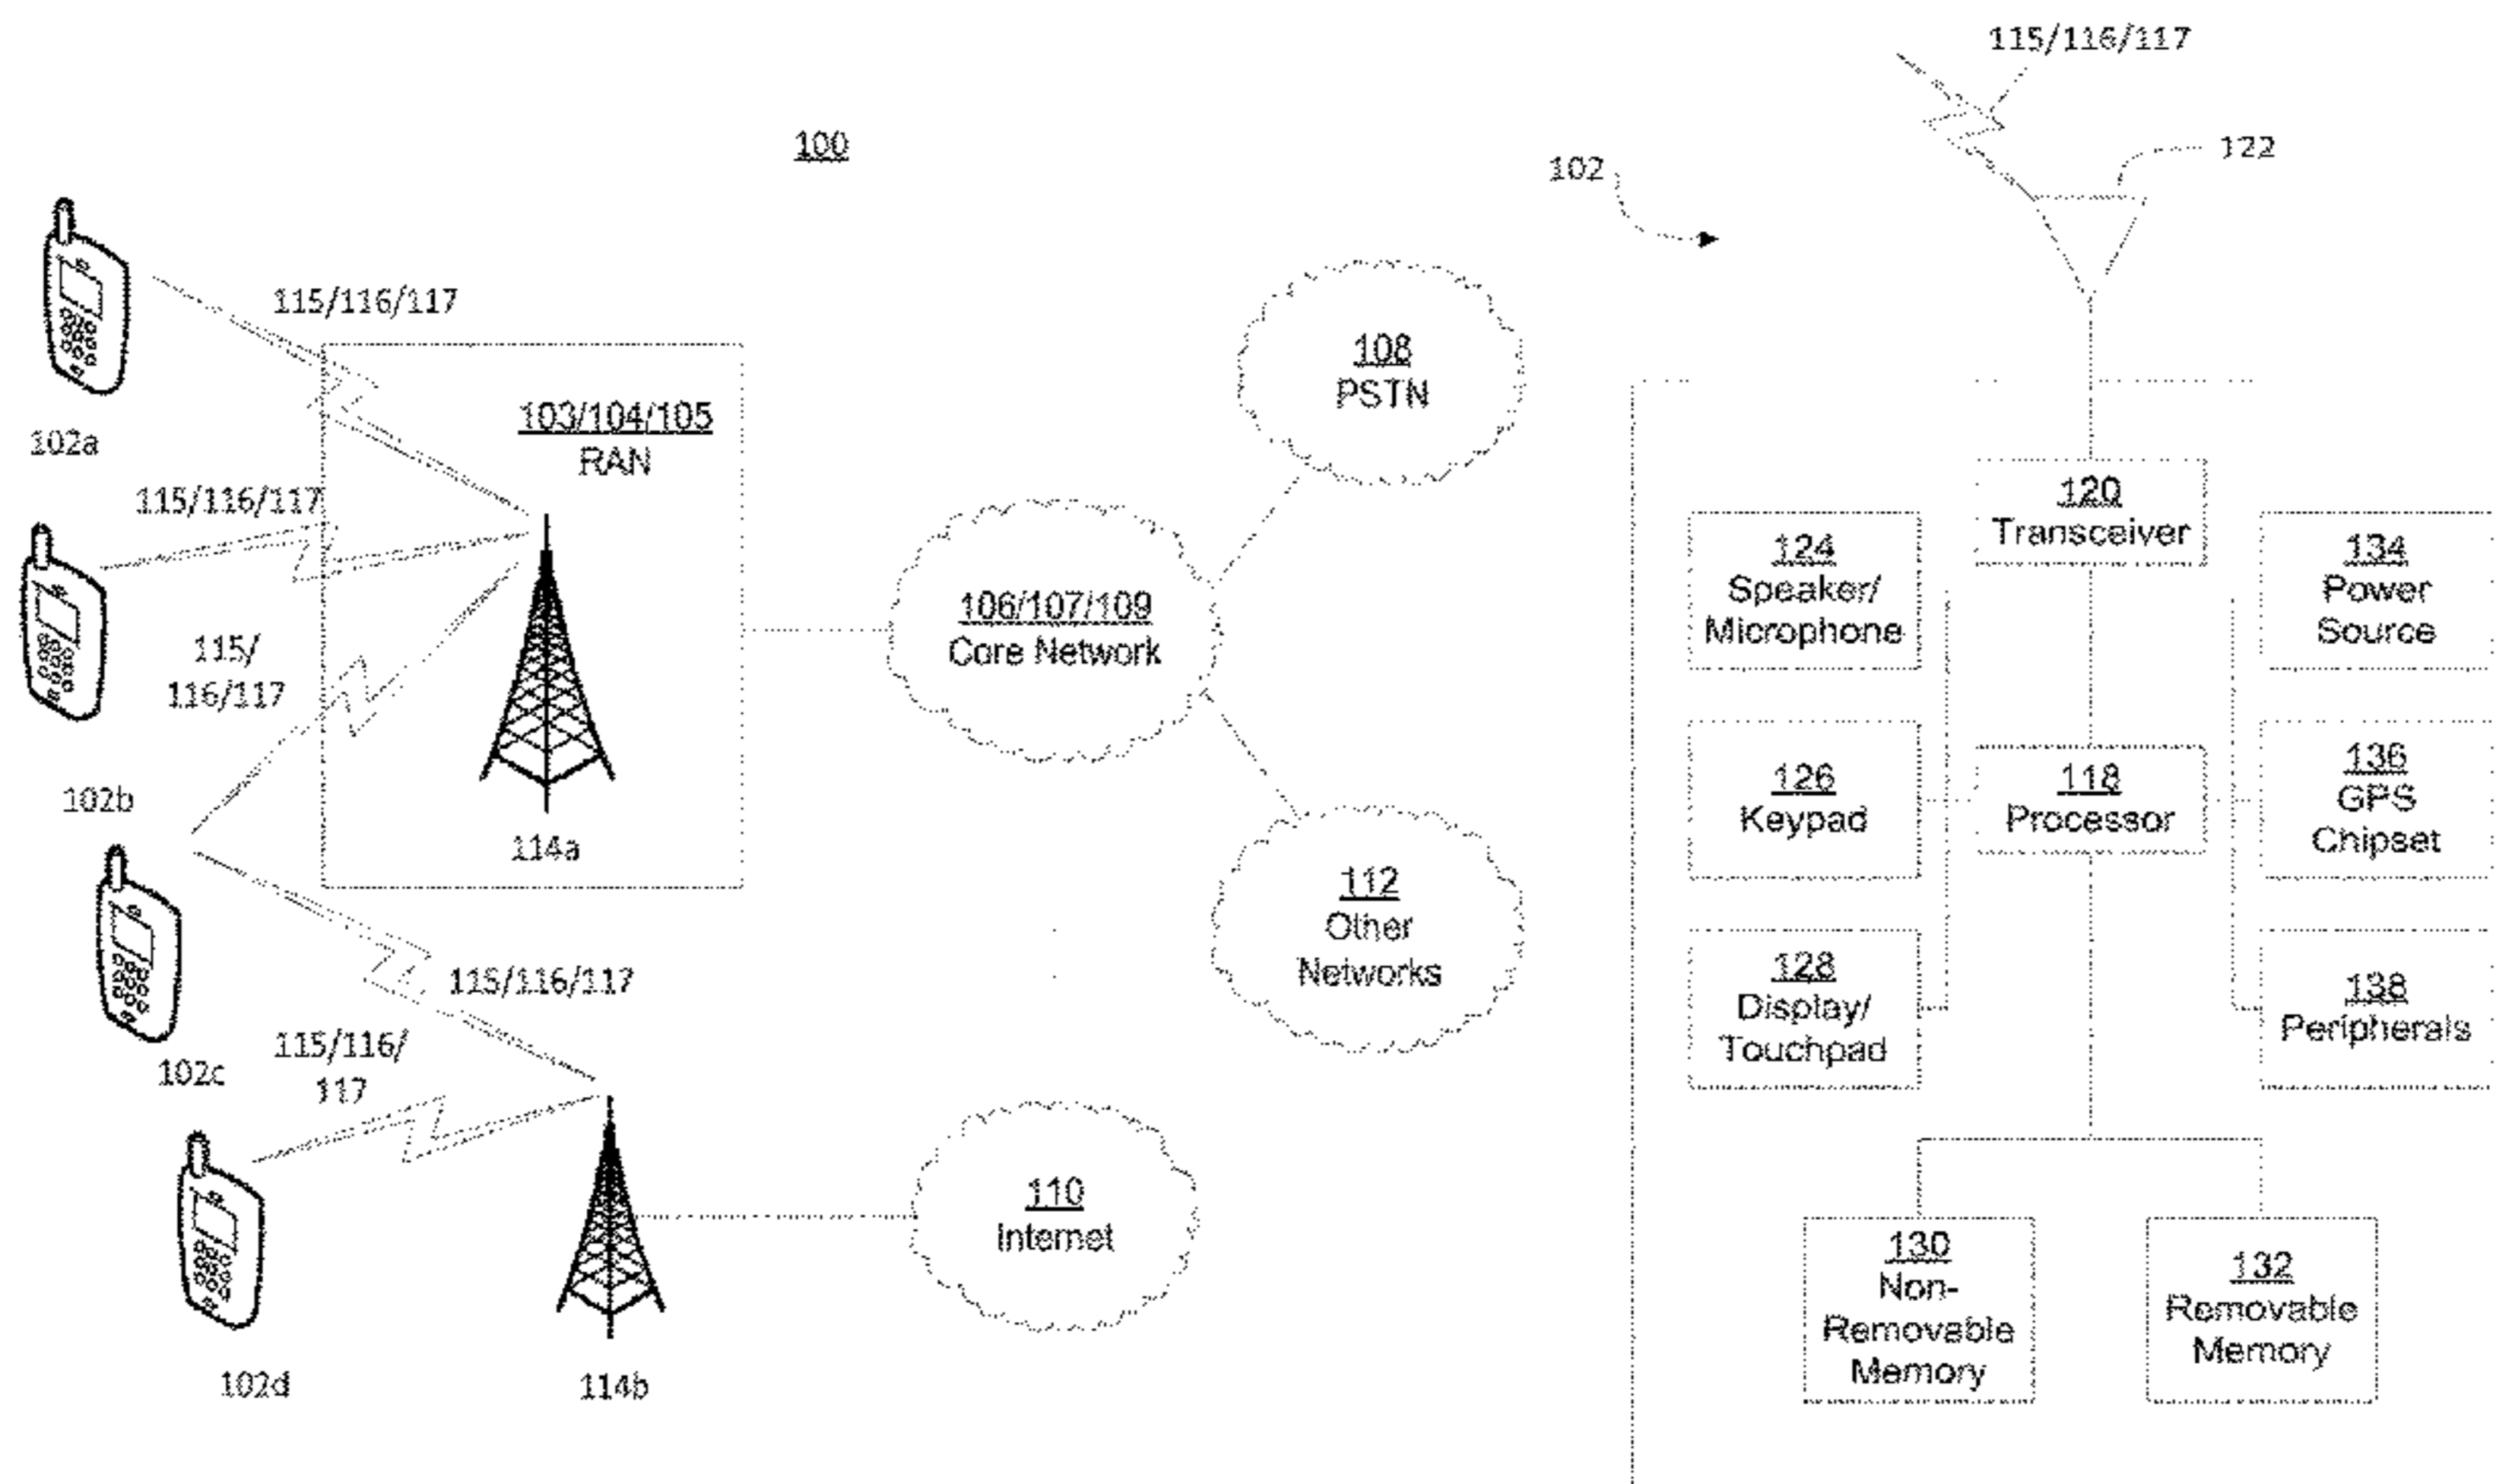 100
102a
115/116/117
103/104/105
RAN
115/116/117
102b
115/
116/117
114a
106/107/109
Core Network
108
PSTN
112
Other
Networks
102c
115/116/117
115/116/
117
102d
114b
110
Internet
102
115/116/117
122
120
Transceiver
124
Speaker/
Microphone
134
Power
Source
126
Keypad
118
Processor
136
GPS
Chipset
128
Display/
Touchpad
138
Peripherals
130
Non-
Removable
Memory
132
Removable
Memory